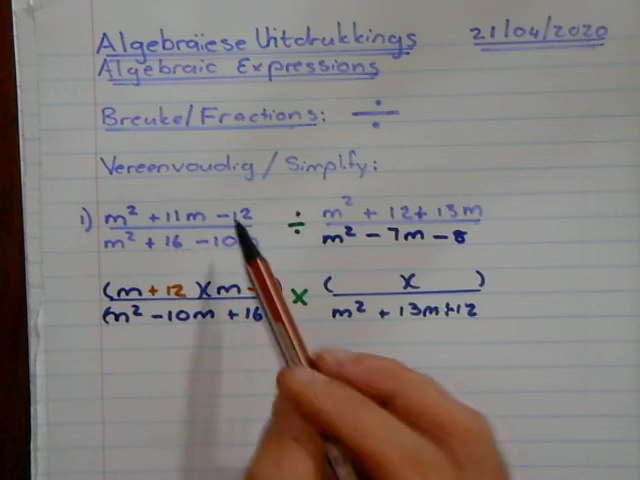 Algebraïese Uitdrukkings 21/04/2020
Algebraic Expressions
Breuke/Fractions: ÷
Vereenvoudig / Simplify:
1) m² + 11m - 12 ÷ m² + 12 + 13m
m² + 16 - 10 m² - 7m - 8
(m + 12)(m - ) × ( )( )
(m² - 10m + 16 m² + 13m + 12